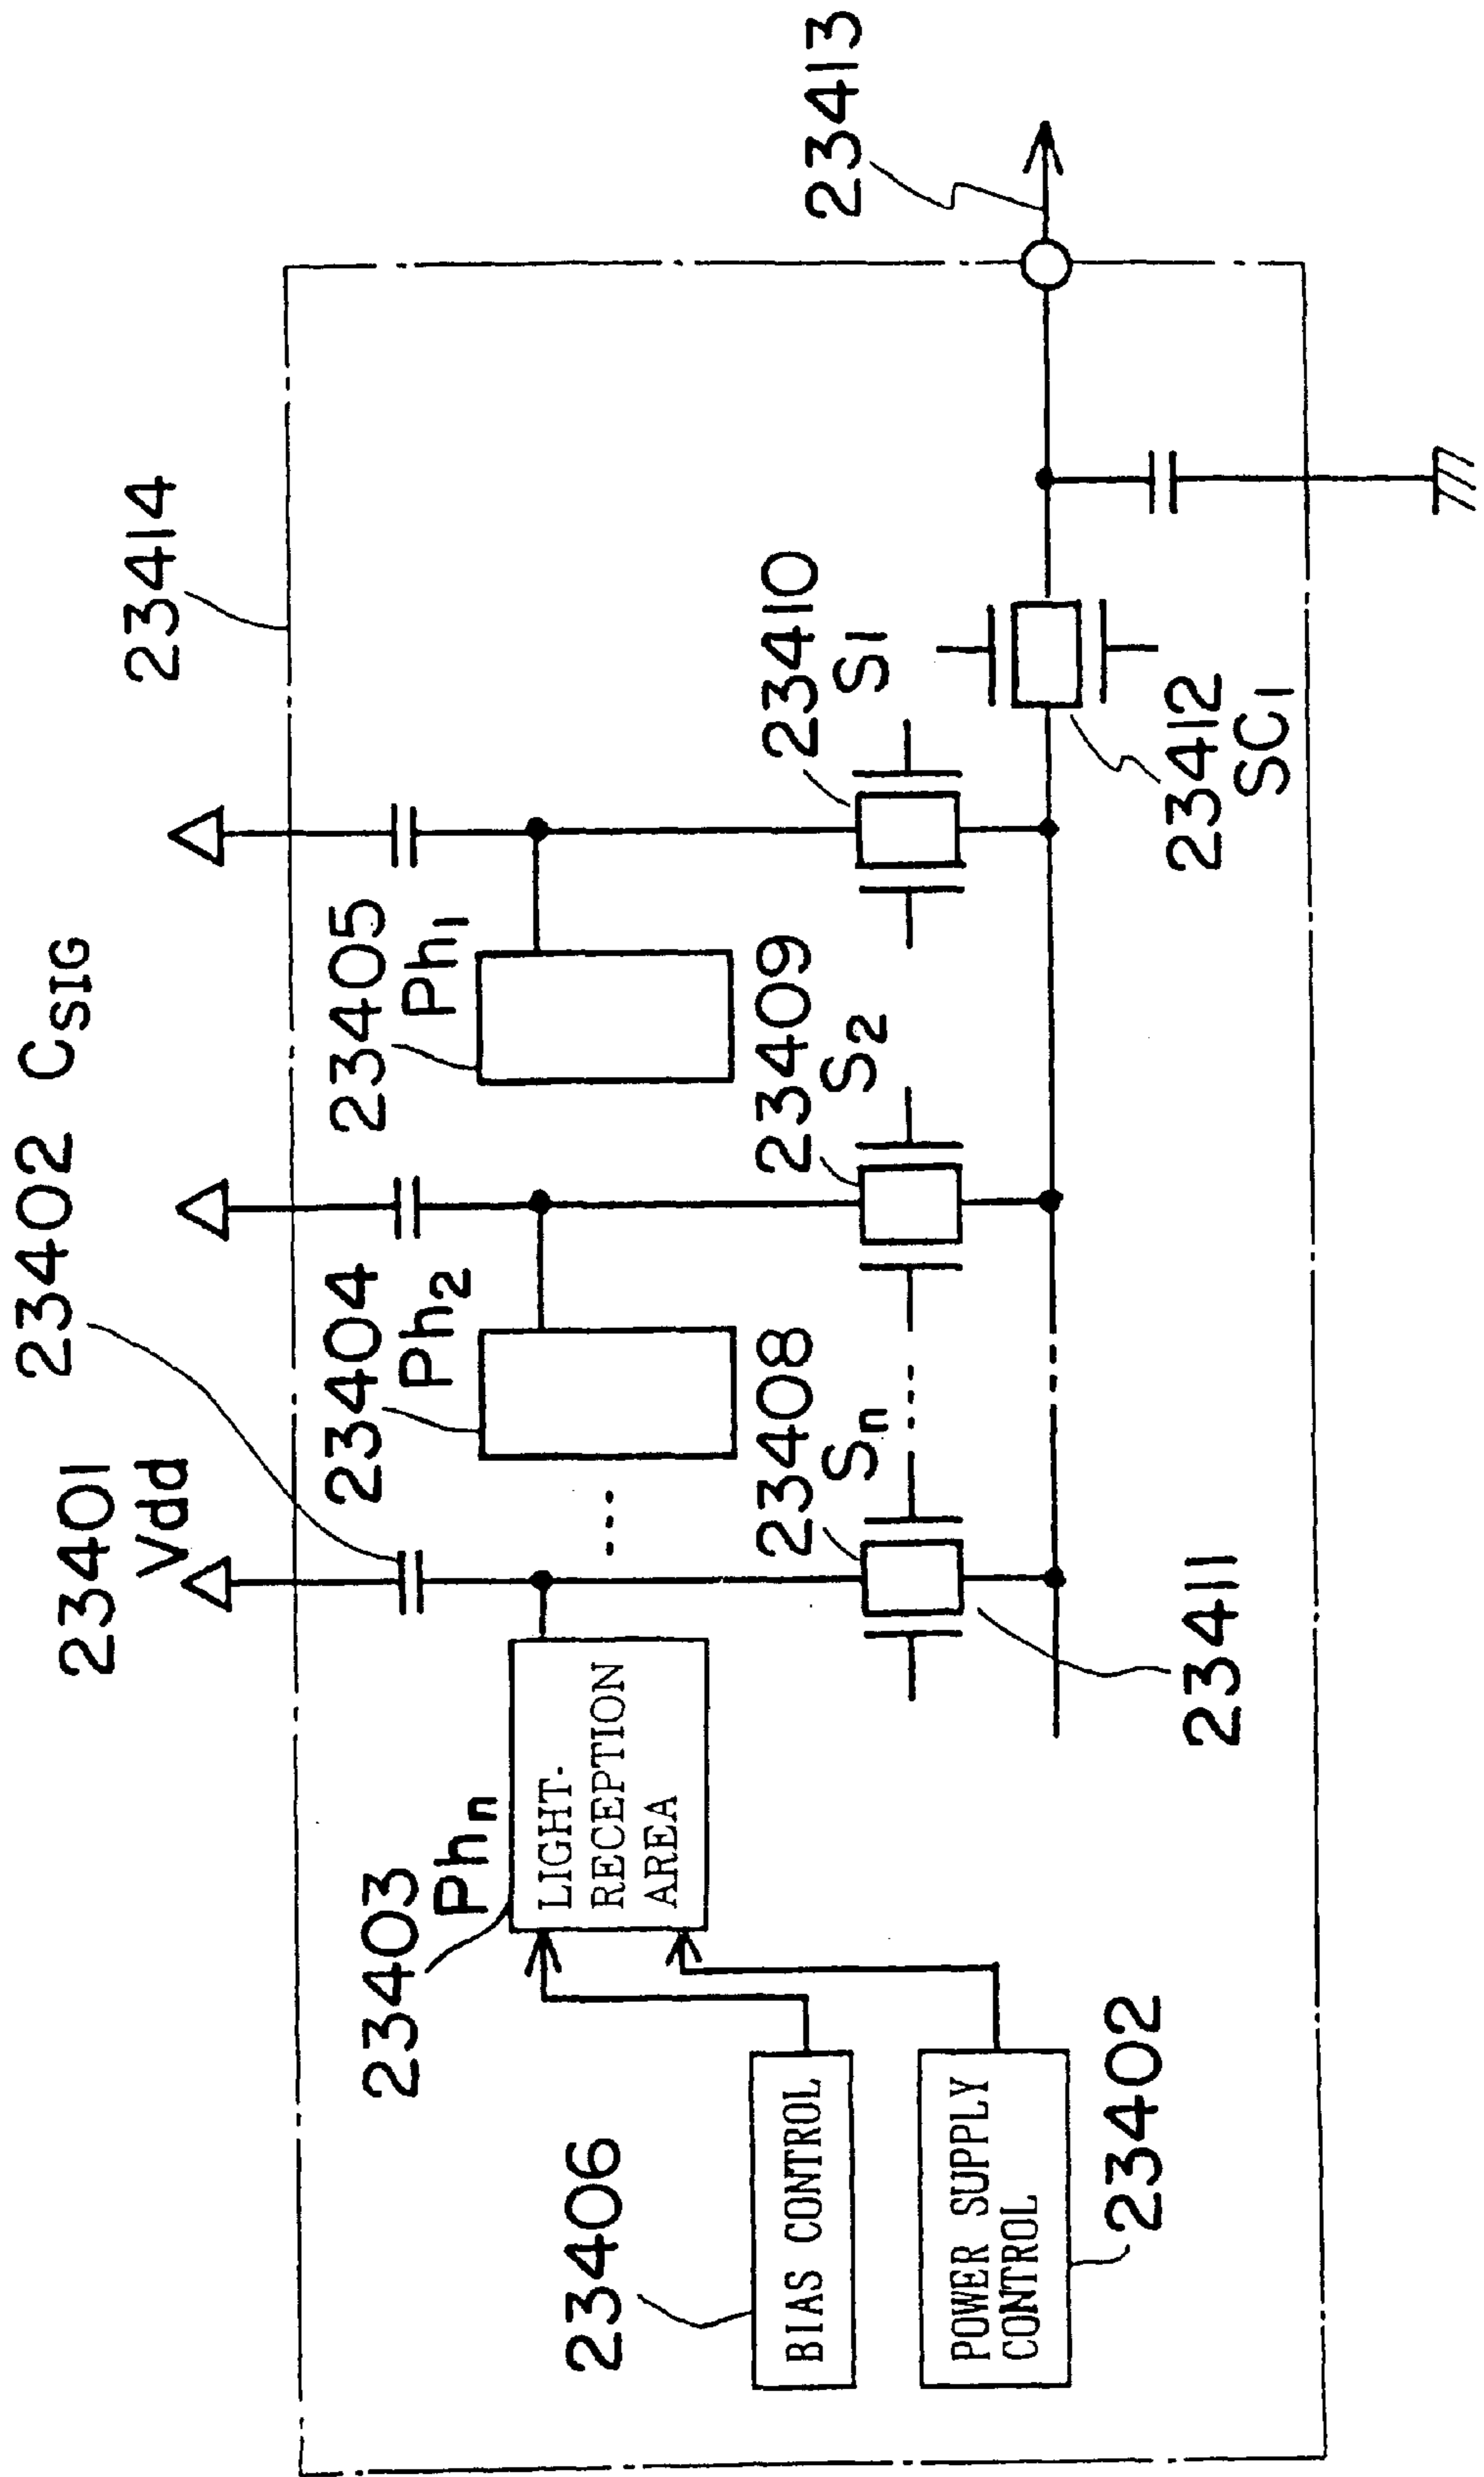 23402 CSIG
23401
Vdd
23414
23413
23403
Phn
23404
Ph2
23405
Ph1
LIGHT-
RECEPTION
AREA
...
23406
BIAS CONTROL
POWER SUPPLY
CONTROL
23402
23408
Sn
23409
S2
23410
S1
23411
23412
SC1